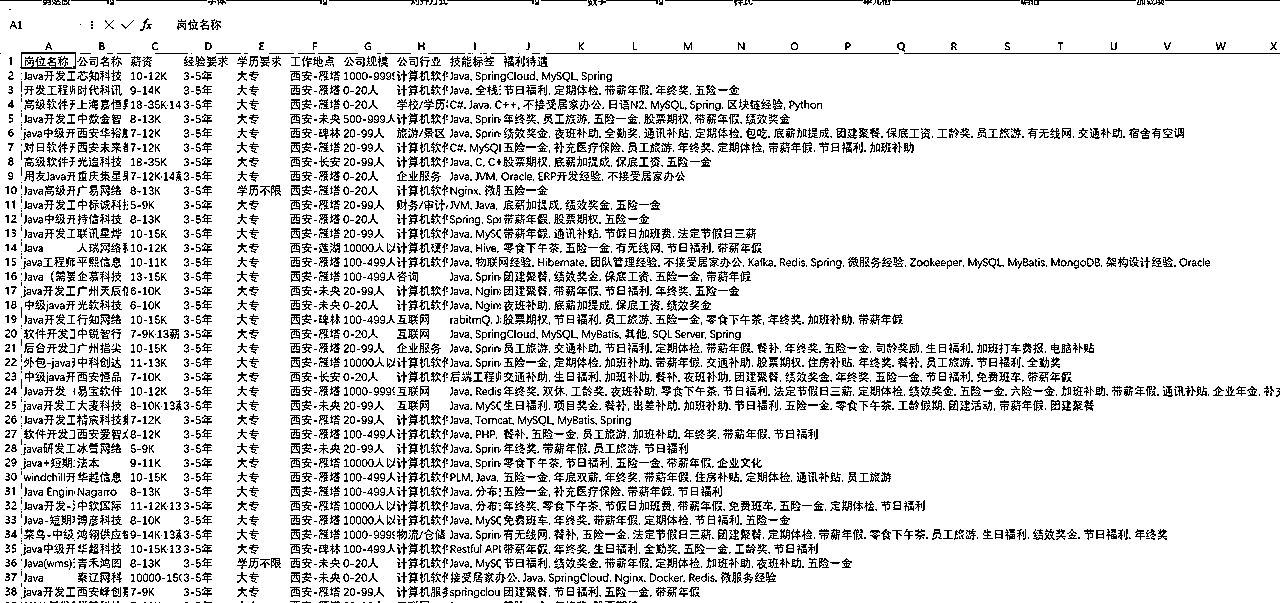 A1 fx 岗位名称
A B C D E F G H I J K L M N O P Q R S T U V W X
1 岗位名称 公司名称 薪资 经验要求 学历要求 工作地点 公司规模 公司行业 技能标签 福利待遇
2 Java开发工 芯知科技 10-12K 3-5年 大专 西安-雁塔 1000-999 计算机软件 Java, SpringCloud, MySQL, Spring
3 开发工程师 时代科讯 9-14K 3-5年 大专 西安-雁塔 0-20人 计算机软件 Java, 全栈 节日福利, 定期体检, 带薪年假, 年终奖, 五险一金
4 高级软件开 上海嘉恒 18-35K·14 3-5年 大专 西安-雁塔 0-20人 学校/学历 C#, Java, C++, 不接受居家办公, 日语N2, MySQL, Spring, 区块链经验, Python
5 Java开发工 中数金智 8-13K 3-5年 大专 西安-未央 500-999人 计算机软件 Java, Sprin 员工旅游, 五险一金, 股票期权, 带薪年假, 绩效奖金
6 java中级开 西安华裕 7-12K 3-5年 大专 西安-碑林 20-99人 旅游/景区 Java, Sprin 绩效奖金, 夜班补助, 全勤奖, 通讯补贴, 定期体检, 包吃, 底薪加提成, 团建聚餐, 保底工资, 工龄奖, 员工旅游, 有无线网, 交通补助, 宿舍有空调
7 对日软件开 西安未来 7-12K 3-5年 大专 西安-雁塔 20-99人 计算机软件 C#, MySQL 五险一金, 补充医疗保险, 员工旅游, 年终奖, 定期体检, 带薪年假, 节日福利, 加班补助
8 高级软件开 光追科技 18-35K 3-5年 大专 西安-长安 0-20人 计算机软件 Java, C, C+ 股票期权, 底薪加提成, 保底工资, 五险一金
9 用友Java开 重庆集星 7-12K·14薪 3-5年 大专 西安-雁塔 20-99人 企业服务 Java, JVM, Oracle, ERP开发经验, 不接受居家办公
10 Java高级开 广易网络 8-13K 3-5年 学历不限 西安-雁塔 20-99人 计算机软件 Nginx, 微服 五险一金
11 Java开发工 中标诚科技 5-9K 3-5年 大专 西安-雁塔 20-99人 财务/审计 JVM, Java, 底薪加提成, 绩效奖金, 五险一金
12 Java中级开 持信科技 8-13K 3-5年 大专 西安-雁塔 0-20人 计算机软件 Spring, Spr 带薪年假, 股票期权, 五险一金
13 Java开发工 联讯星烨 10-15K 3-5年 大专 西安-雁塔 20-99人 计算机软件 Java, MySQ 带薪年假, 通讯补贴, 节假日加班费, 法定节假日三薪
14 Java 人瑞网络 10-12K 3-5年 大专 西安-莲湖 10000人以 计算机硬件 Java, Hive, 零食下午茶, 五险一金, 有无线网, 节日福利, 带薪年假
15 java工程师 平熙信息 10-11K 3-5年 大专 西安-雁塔 100-499人 计算机软件 Java, 物联网经验, Hibernate, 团队管理经验, 不接受居家办公, Kafka, Redis, Spring, 微服务经验, Zookeeper, MySQL, MyBatis, MongoDB, 架构设计经验, Oracle
16 Java（需要 企慕科技 13-15K 3-5年 大专 西安-雁塔 100-499人 咨询 Java, Sprin 团建聚餐, 绩效奖金, 保底工资, 五险一金, 带薪年假
17 java开发工 广州天辰信 6-10K 3-5年 大专 西安-未央 20-99人 计算机软件 Java, Ngin 团建聚餐, 带薪年假, 节日福利, 年终奖, 五险一金
18 中级java开 光软科技 6-10K 3-5年 大专 西安-未央 0-20人 计算机软件 Java, Ngin 夜班补助, 底薪加提成, 保底工资, 绩效奖金
19 Java开发工 行知网络 10-15K 3-5年 大专 西安-碑林 100-499人 互联网 rabitmQ, J 股票期权, 节日福利, 员工旅游, 五险一金, 零食下午茶, 年终奖, 加班补助, 带薪年假
20 软件开发工 中锐智行 7-9K·13薪 3-5年 大专 西安-雁塔 0-20人 互联网 Java, SpringCloud, MySQL, MyBatis, 其他, SQL Server, Spring
21 后台开发工 广州指尖 10-15K 3-5年 大专 西安-雁塔 20-99人 企业服务 Java, Sprin 员工旅游, 交通补助, 节日福利, 定期体检, 带薪年假, 餐补, 年终奖, 五险一金, 司龄奖励, 生日福利, 加班打车费报, 电脑补贴
22 外包-java开 中科创达 11-13K 3-5年 大专 西安-雁塔 10000人以 计算机软件 Java, Sprin 五险一金, 定期体检, 加班补助, 带薪年假, 交通补助, 股票期权, 住房补贴, 年终奖, 餐补, 员工旅游, 节日福利, 全勤奖
23 中级java开 西安恒品 7-10K 3-5年 大专 西安-长安 0-20人 计算机软件 后端工程师 交通补助, 生日福利, 加班补助, 餐补, 夜班补助, 团建聚餐, 绩效奖金, 年终奖, 五险一金, 节日福利, 免费班车, 带薪年假
24 Java开发（ 易宝软件 10-12K 3-5年 大专 西安-雁塔 1000-9999 互联网 Java, Redis 年终奖, 双休, 工龄奖, 夜班补助, 零食下午茶, 节日福利, 法定节假日三薪, 定期体检, 绩效奖金, 五险一金, 六险一金, 加班补助, 带薪年假, 通讯补贴, 企业年金, 补充
25 java开发工 大麦科技 8-10K·13薪 3-5年 大专 西安-未央 20-99人 互联网 Java, MySQ 生日福利, 项目奖金, 餐补, 出差补助, 加班补助, 节日福利, 五险一金, 零食下午茶, 工龄假期, 团建活动, 带薪年假, 团建聚餐
26 Java开发工 精辰科技 7-12K 3-5年 大专 西安-雁塔 20-99人 计算机软件 Java, Tomcat, MySQL, MyBatis, Spring
27 软件开发工 西安爱智 8-12K 3-5年 大专 西安-雁塔 100-499人 计算机软件 Java, PHP, 餐补, 五险一金, 员工旅游, 加班补助, 年终奖, 带薪年假, 节日福利
28 java研发工 冰雪网络 5-9K 3-5年 大专 西安-未央 20-99人 计算机软件 Java, Sprin 年终奖, 带薪年假, 员工旅游, 节日福利
29 java+短期 法本 9-11K 3-5年 大专 西安-雁塔 10000人以 计算机软件 Java, Sprin 零食下午茶, 节日福利, 五险一金, 带薪年假, 企业文化
30 windchill开 华超信息 10-15K 3-5年 大专 西安-雁塔 100-499人 计算机软件 PLM, Java, 五险一金, 年底双薪, 年终奖, 住房补贴, 定期体检, 通讯补贴, 员工旅游
31 Java Engin Nagarro 8-13K 3-5年 大专 西安-雁塔 100-499人 计算机软件 Java, 分布 五险一金, 补充医疗保险, 带薪年假, 节日福利
32 Java开发- 中软国际 11-12K·13 3-5年 大专 西安-雁塔 10000人以 计算机软件 Java, 分布 年终奖, 零食下午茶, 节假日加班费, 带薪年假, 免费班车, 五险一金, 定期体检
33 Java-短期 博彦科技 8-10K 3-5年 大专 西安-雁塔 10000人以 计算机软件 Java, MySQ 免费班车, 年终奖, 带薪年假, 定期体检, 节日福利, 五险一金
34 菜鸟-中级 鸿翎供应 9-14K·13薪 3-5年 大专 西安-雁塔 1000-999 物流/仓储 Java, Sprin 有无线网, 餐补, 五险一金, 法定节假日三薪, 团建聚餐, 定期体检, 带薪年假, 零食下午茶, 员工旅游, 生日福利, 绩效奖金, 节日福利, 年终奖
35 java中级开 华超科技 10-15K·13 3-5年 大专 西安-碑林 100-499人 计算机软件 Restful API 带薪年假, 年终奖, 生日福利, 全勤奖, 五险一金, 工龄奖, 节日福利
36 Java(wms) 青禾鸿图 8-13K 3-5年 学历不限 西安-未央 0-20人 计算机软件 Java, MySQ 五险一金, 绩效奖金, 带薪年假, 定期体检, 加班补助, 夜班补助, 五险一金
37 Java 秦辽网科 10000-150 3-5年 大专 西安-未央 0-20人 计算机软件 接受居家办公, Java, SpringCloud, Nginx, Docker, Redis, 微服务经验
38 java开发工 西安峰创 7-9K 3-5年 大专 西安-雁塔 20-99人 计算机服 springclou 节日福利, 员工旅游, 年终奖, 带薪年假, 五险一金